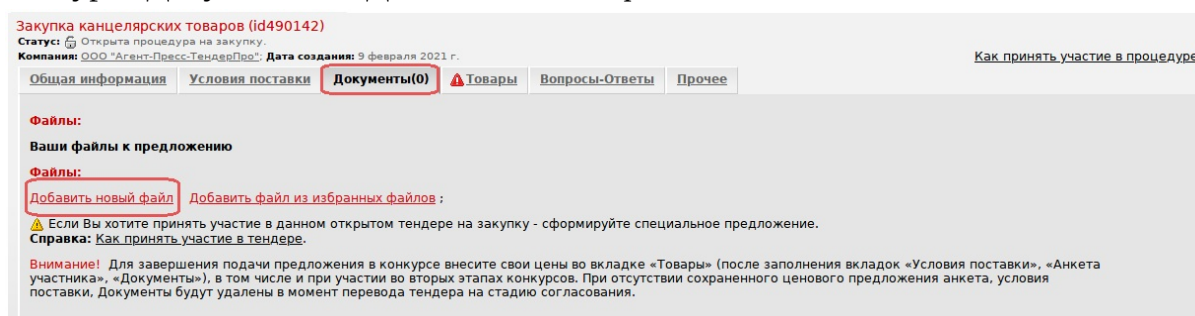 Закупка канцелярских товаров (id490142)
Статус: Открыта процедура на закупку.
Компания: ООО "Агент-Пресс-ТендерПро"; Дата создания: 9 февраля 2021 г.
Как принять участие в процедуре
Общая информация Условия поставки Документы(0) Товары Вопросы-Ответы Прочее
Файлы:
Ваши файлы к предложению
Файлы:
Добавить новый файл Добавить файл из избранных файлов ;
Если Вы хотите принять участие в данном открытом тендере на закупку - сформируйте специальное предложение.
Справка: Как принять участие в тендере.
Внимание! Для завершения подачи предложения в конкурсе внесите свои цены во вкладке «Товары» (после заполнения вкладок «Условия поставки», «Анкета
участника», «Документы»), в том числе и при участии во вторых этапах конкурсов. При отсутствии сохраненного ценового предложения анкета, условия
поставки, Документы будут удалены в момент перевода тендера на стадию согласования.